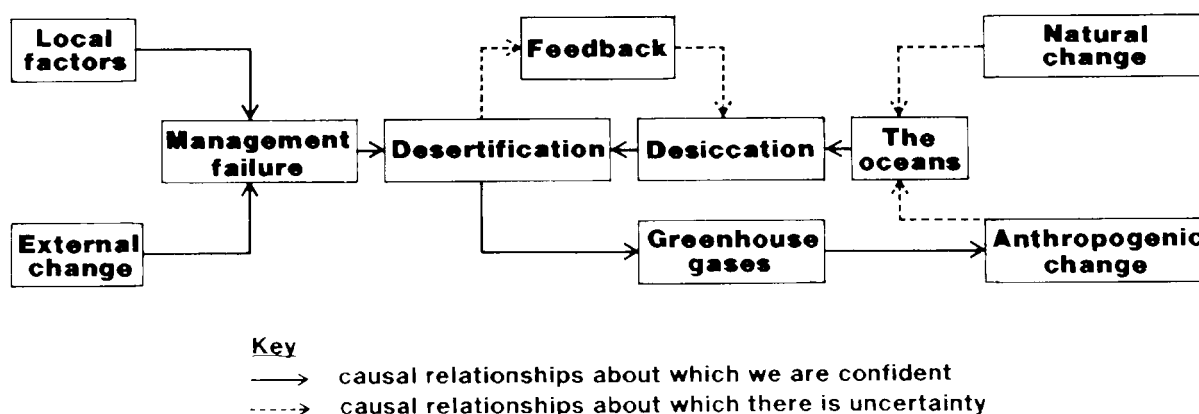 Local
factors
Feedback
Natural
change
Management
failure
Desertification
Desiccation
The
oceans
External
change
Greenhouse
gases
Anthropogenic
change
Key
causal relationships about which we are confident
causal relationships about which there is uncertainty